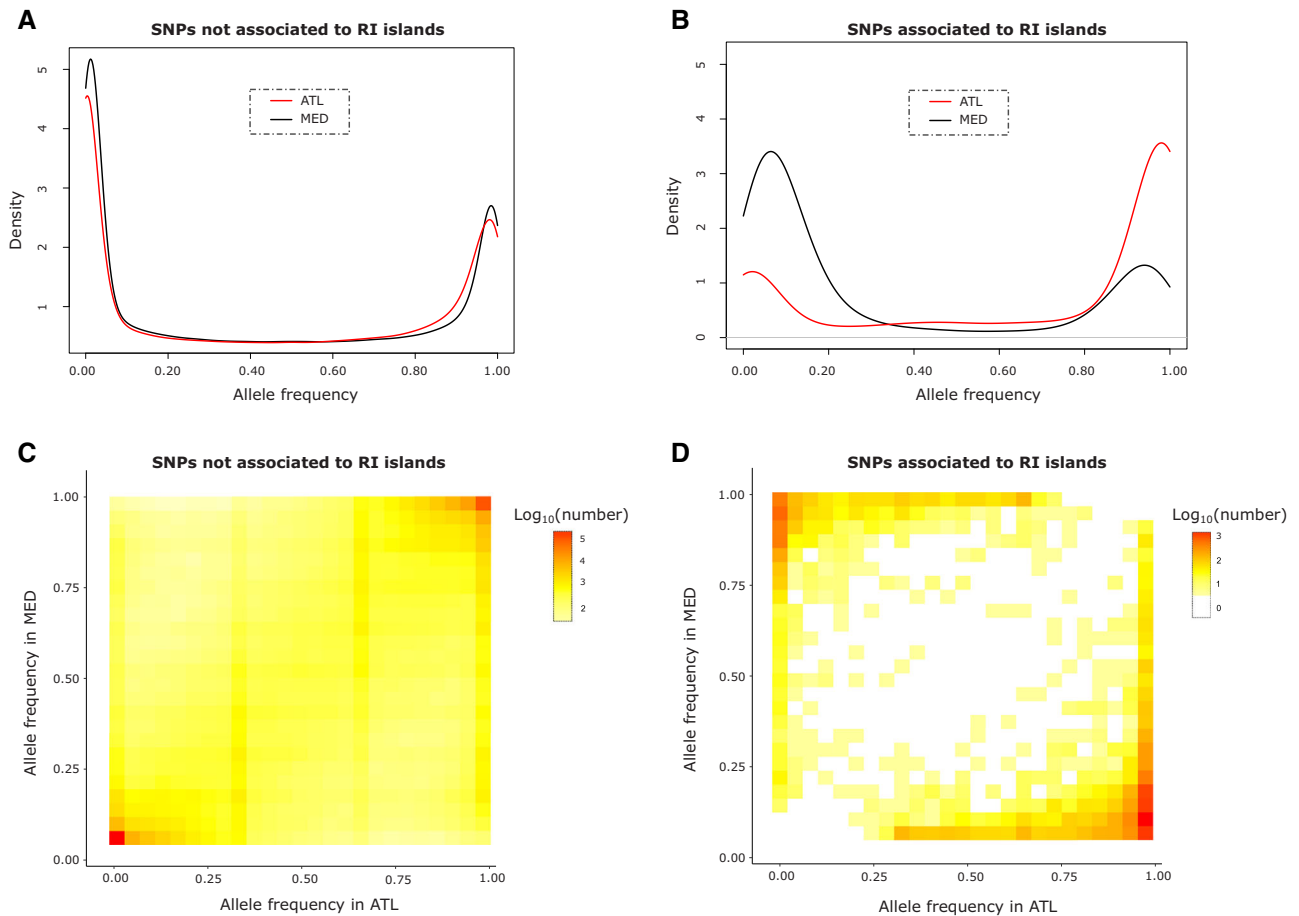 A
SNPs not associated to RI islands
5
4
3
2
1
Density
ATL
MED
0.00 0.20 0.40 0.60 0.80 1.00
Allele frequency
B
SNPs associated to RI islands
5
4
3
2
1
0
Density
ATL
MED
0.00 0.20 0.40 0.60 0.80 1.00
Allele frequency
C
SNPs not associated to RI islands
1.00
0.75
0.50
0.25
0.00
Allele frequency in MED
0.00 0.25 0.50 0.75 1.00
Allele frequency in ATL
Log₁₀(number)
5
4
3
2
D
SNPs associated to RI islands
1.00
0.75
0.50
0.25
0.00
Allele frequency in MED
0.00 0.25 0.50 0.75 1.00
Allele frequency in ATL
Log₁₀(number)
3
2
1
0